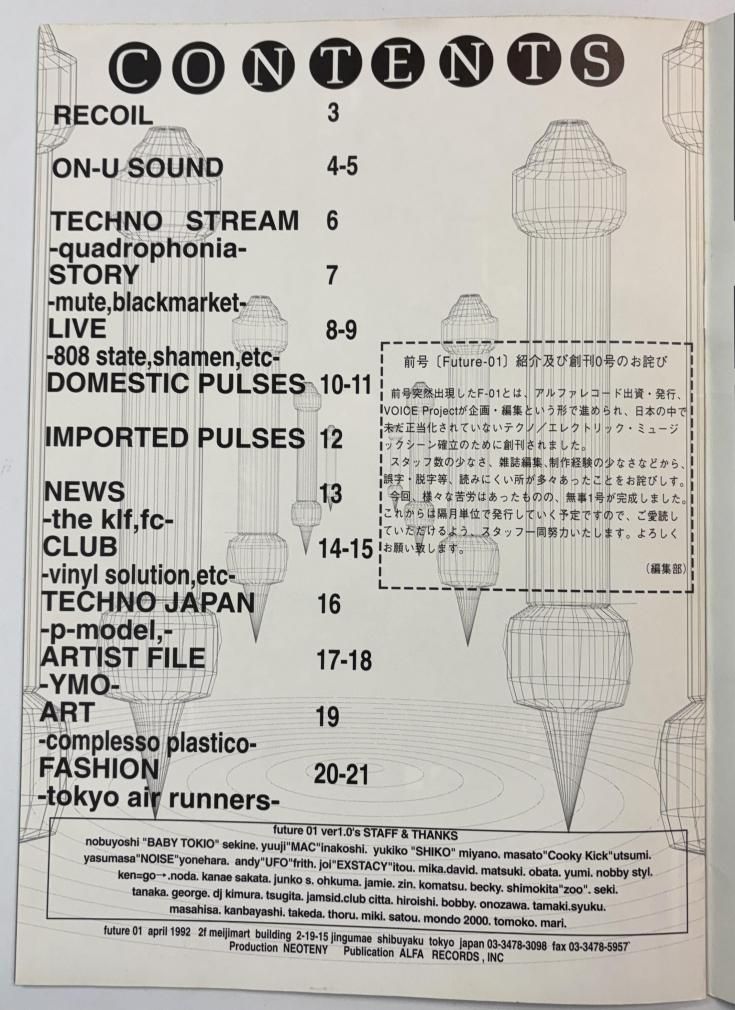 CONTENTS
RECOIL 3
ON-U SOUND 4-5
TECHNO STREAM 6
-quadrophonia-
STORY 7
-mute,blackmarket-
LIVE 8-9
-808 state,shamen,etc-
DOMESTIC PULSES 10-11
IMPORTED PULSES 12
NEWS 13
-the klf,fc-
CLUB 14-15
-vinyl solution,etc-
TECHNO JAPAN 16
-p-model,-
ARTIST FILE 17-18
-YMO-
ART 19
-complesso plastico-
FASHION 20-21
-tokyo air runners-
前号〔Future-01〕紹介及び創刊0号のお詫び
前号突然出現したF-01とは、アルファレコード出資・発行、
VOICE Projectが企画・編集という形で進められ、日本の中で
未だ正当化されていないテクノ／エレクトリック・ミュージ
ックシーン確立のために創刊されました。
スタッフ数の少なさ、雑誌編集、制作経験の少なさなどから、
誤字・脱字等、読みにくい所が多々あったことをお詫びします。
今回、様々な苦労はあったものの、無事1号が完成しました。
これからは隔月単位で発行していく予定ですので、ご愛読し
ていただけるよう、スタッフ一同努力いたします。よろしく
お願い致します。
（編集部）
future 01 ver1.0's STAFF & THANKS
nobuyoshi "BABY TOKIO" sekine. yuuji"MAC"inakoshi. yukiko "SHIKO" miyano. masato"Cooky Kick"utsumi.
yasumasa"NOISE"yonehara. andy"UFO"frith. joi"EXSTACY"itou. mika.david. matsuki. obata. yumi. nobby styl.
ken=go→.noda. kanae sakata. junko s. ohkuma. jamie. zin. komatsu. becky. shimokita"zoo". seki.
tanaka. george. dj kimura. tsugita. jamsid.club citta. hiroishi. bobby. onozawa. tamaki.syuku.
masahisa. kanbayashi. takeda. thoru. miki. satou. mondo 2000. tomoko. mari.
future 01 april 1992 2f meijimart building 2-19-15 jingumae shibuyaku tokyo japan 03-3478-3098 fax 03-3478-5957
Production NEOTENY Publication ALFA RECORDS , INC